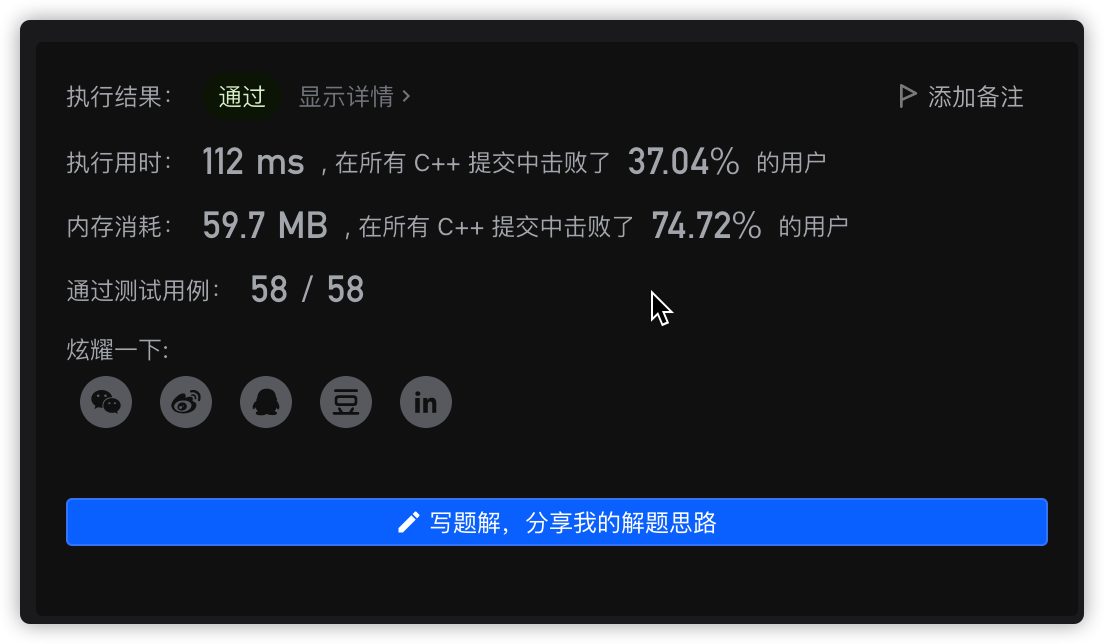 执行结果： 通过 显示详情 > 添加备注
执行用时： 112 ms , 在所有 C++ 提交中击败了 37.04% 的用户
内存消耗： 59.7 MB , 在所有 C++ 提交中击败了 74.72% 的用户
通过测试用例： 58 / 58
炫耀一下:
豆 in
写题解，分享我的解题思路